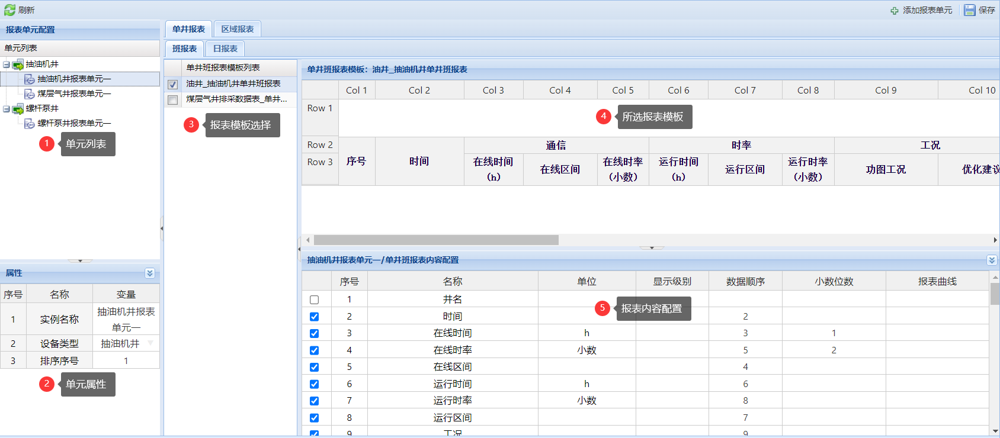 刷新
添加报表单元
保存
报表单元配置
单元列表
抽油机井
抽油机井报表单元一
煤层气井报表单元一
螺杆泵井
螺杆泵井报表单元一
1 单元列表
属性
序号 名称 变量
1 实例名称 抽油机井报表单元一
2 设备类型 抽油机井
3 排序序号 1
2 单元属性
单井报表 区域报表
班报表 日报表
单井班报表模板列表
油井_抽油机井单井班报表
煤层气井排采数据表_单井...
3 报表模板选择
单井班报表模板：油井_抽油机井单井班报表
Col 1 Col 2 Col 3 Col 4 Col 5 Col 6 Col 7 Col 8 Col 9 Col 10
Row 1
4 所选报表模板
Row 2 通信 时率 工况
Row 3 序号 时间 在线时间（h） 在线区间 在线时率（小数） 运行时间（h） 运行区间 运行时率（小数） 功图工况 优化建议
抽油机井报表单元一/单井班报表内容配置
序号 名称 单位 显示级别 数据顺序 小数位数 报表曲线
1 井名
5 报表内容配置
2 时间 2
3 在线时间 h 3 1
4 在线时率 小数 5 2
5 在线区间 4
6 运行时间 h 6
7 运行时率 小数 8
8 运行区间 7
9 工况 9